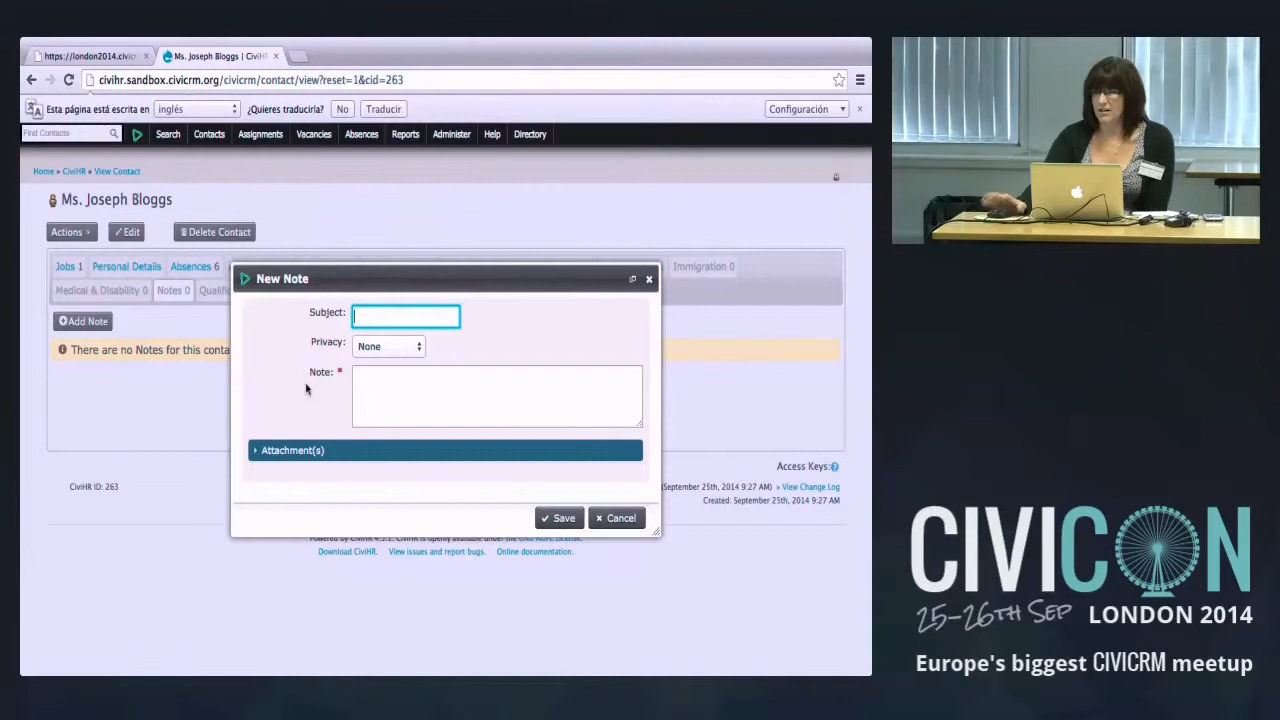 https://london2014.civicr
Ms. Joseph Bloggs | CiviHR
civihr.sandbox.civicrm.org/civicrm/contact/view?reset=1&cid=263
Esta página está escrita en inglés ¿Quieres traducirla? No Traducir Configuración
Find Contacts Search Contacts Assignments Vacancies Absences Reports Administer Help Directory
Home » CiviHR » View Contact
Ms. Joseph Bloggs
Actions Edit Delete Contact
Jobs 1 Personal Details Absences 6 Immigration 0
Medical & Disability 0 Notes 0 Qualifi
Add Note
There are no Notes for this conta
New Note
Subject:
Privacy: None
Note: *
Attachment(s)
Save Cancel
Access Keys:
CiviHR ID: 263
(September 25th, 2014 9:27 AM) » View Change Log
Created: September 25th, 2014 9:27 AM
Download CiviHR. View issues and report bugs. Online documentation.
CIVICON
25-26TH SEP LONDON 2014
Europe's biggest CIVICRM meetup